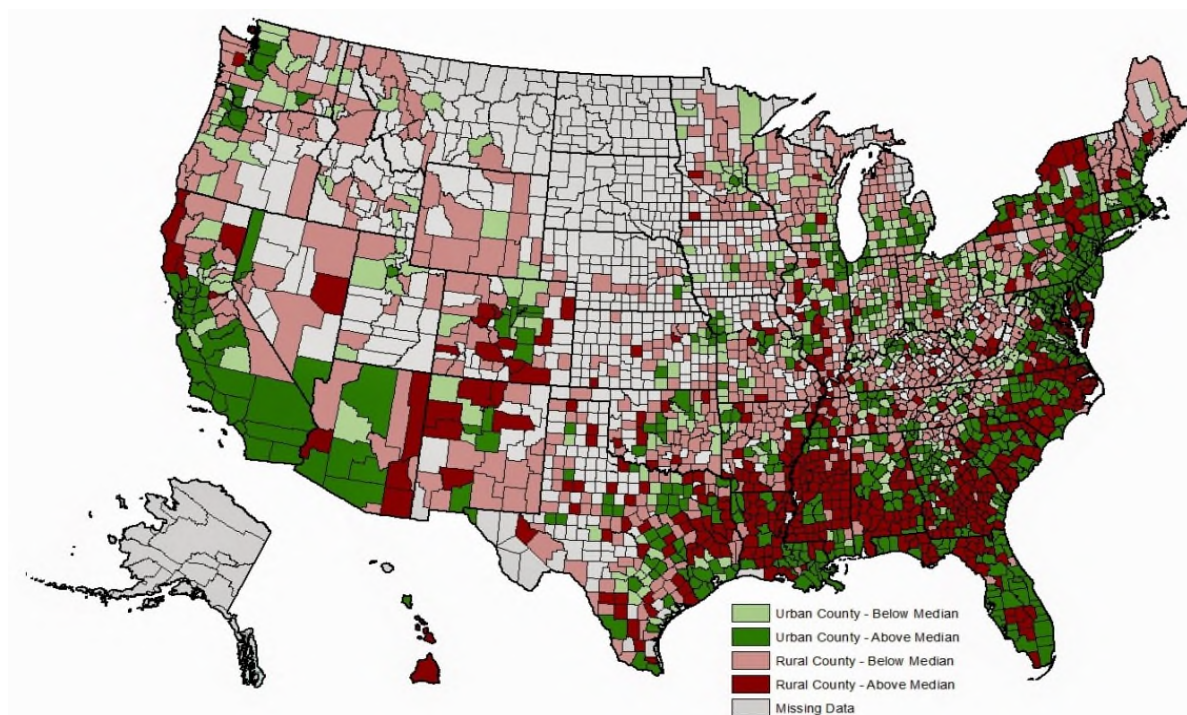 Urban County - Below Median
Urban County - Above Median
Rural County - Below Median
Rural County - Above Median
Missing Data